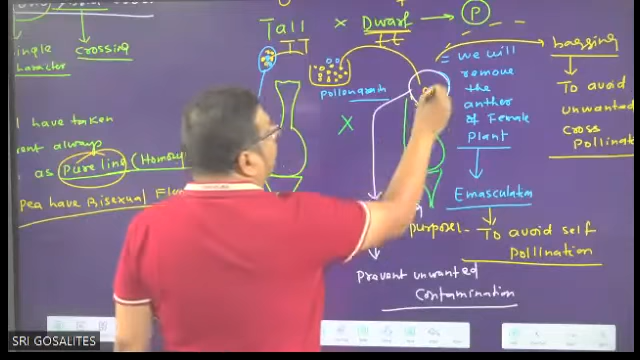 single
character
crossing
I have taken
always
as pure line (Homozy
Pea have Bisexual Fl
Tall × Dwarf → P
TT
tt
Pollengrain
×
= we will
remove
the
anther
of Female
Plant
Emasculation
purpose - To avoid self
pollination
Prevent unwanted
Contamination
bagging
To avoid
unwanted
cross
Pollinat
SRI GOSALITES